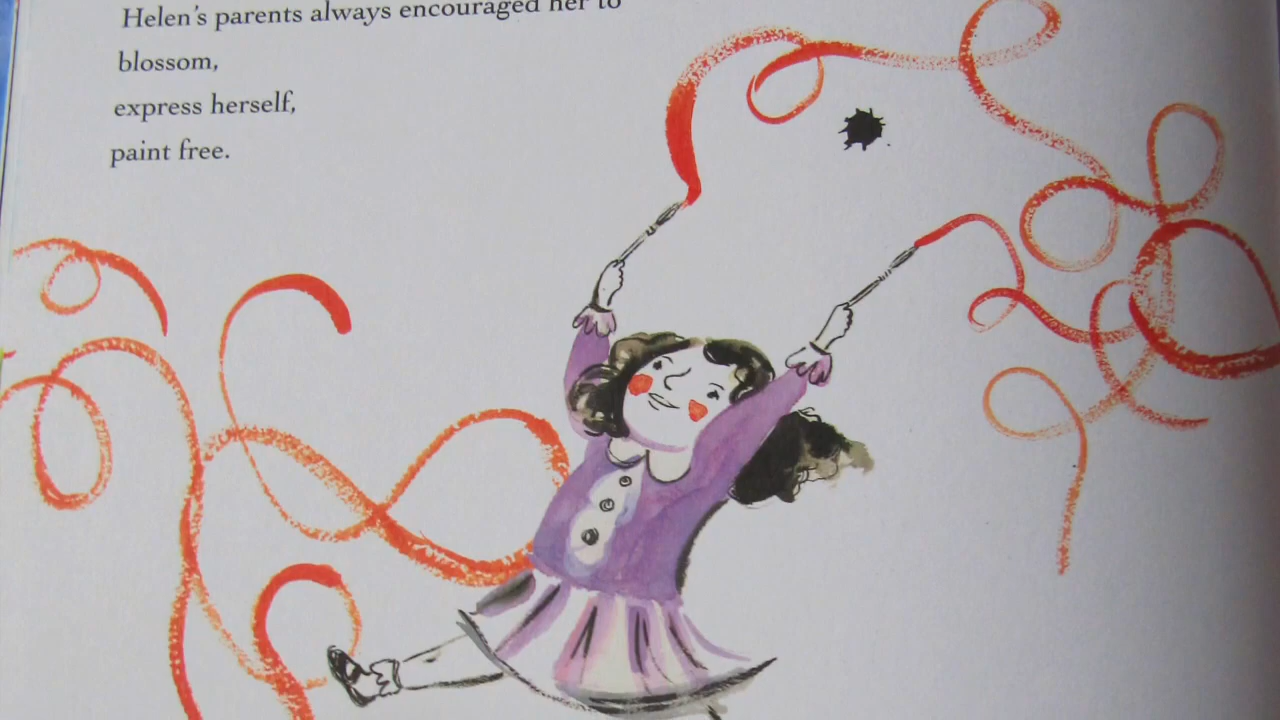 Helen's parents always encouraged her to
blossom,
express herself,
paint free.